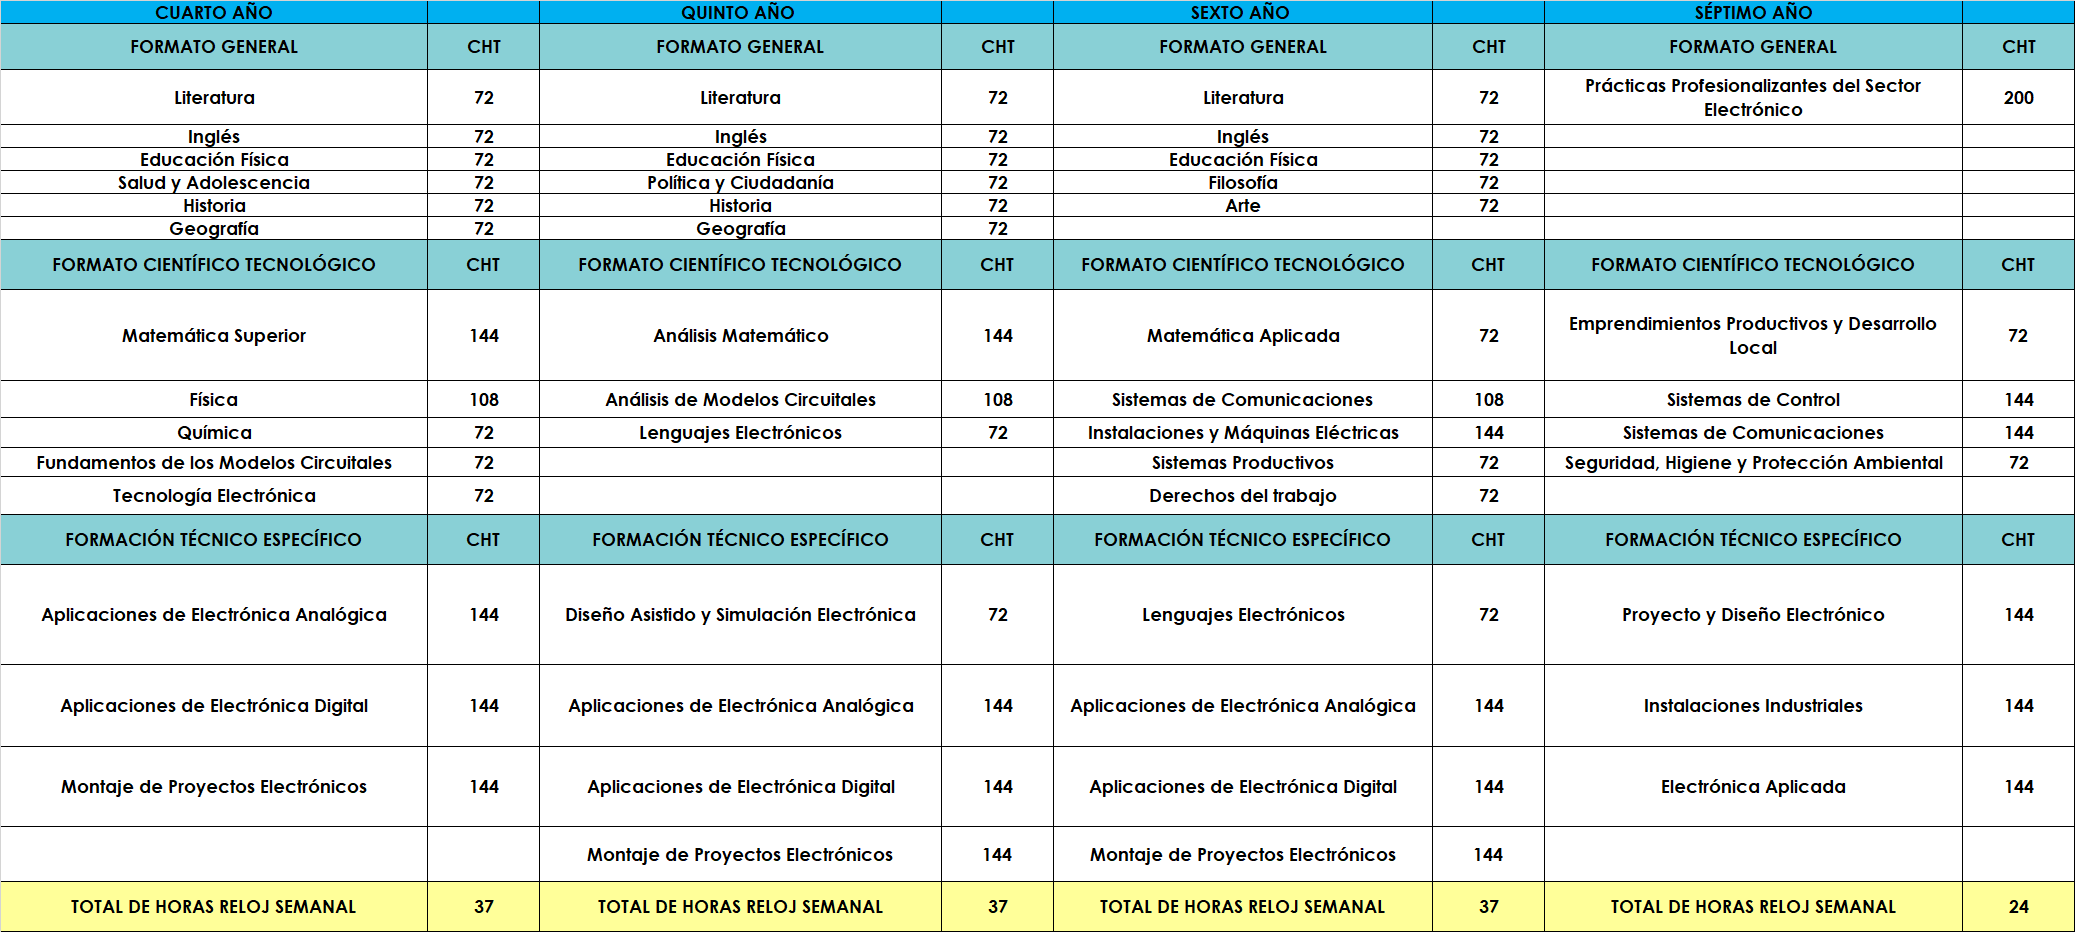 CUARTO AÑO QUINTO AÑO SEXTO AÑO SÉPTIMO AÑO
FORMATO GENERAL CHT FORMATO GENERAL CHT FORMATO GENERAL CHT FORMATO GENERAL CHT
Literatura 72 Literatura 72 Literatura 72 Prácticas Profesionalizantes del Sector
Electrónico 200
Inglés 72 Inglés 72 Inglés 72
Educación Física 72 Educación Física 72 Educación Física 72
Salud y Adolescencia 72 Política y Ciudadanía 72 Filosofía 72
Historia 72 Historia 72 Arte 72
Geografía 72 Geografía 72
FORMATO CIENTÍFICO TECNOLÓGICO CHT FORMATO CIENTÍFICO TECNOLÓGICO CHT FORMATO CIENTÍFICO TECNOLÓGICO CHT FORMATO CIENTÍFICO TECNOLÓGICO CHT
Matemática Superior 144 Análisis Matemático 144 Matemática Aplicada 72 Emprendimientos Productivos y Desarrollo
Local 72
Física 108 Análisis de Modelos Circuitales 108 Sistemas de Comunicaciones 108 Sistemas de Control 144
Química 72 Lenguajes Electrónicos 72 Instalaciones y Máquinas Eléctricas 144 Sistemas de Comunicaciones 144
Fundamentos de los Modelos Circuitales 72 Sistemas Productivos 72 Seguridad, Higiene y Protección Ambiental 72
Tecnología Electrónica 72 Derechos del trabajo 72
FORMACIÓN TÉCNICO ESPECÍFICO CHT FORMACIÓN TÉCNICO ESPECÍFICO CHT FORMACIÓN TÉCNICO ESPECÍFICO CHT FORMACIÓN TÉCNICO ESPECÍFICO CHT
Aplicaciones de Electrónica Analógica 144 Diseño Asistido y Simulación Electrónica 72 Lenguajes Electrónicos 72 Proyecto y Diseño Electrónico 144
Aplicaciones de Electrónica Digital 144 Aplicaciones de Electrónica Analógica 144 Aplicaciones de Electrónica Analógica 144 Instalaciones Industriales 144
Montaje de Proyectos Electrónicos 144 Aplicaciones de Electrónica Digital 144 Aplicaciones de Electrónica Digital 144 Electrónica Aplicada 144
Montaje de Proyectos Electrónicos 144 Montaje de Proyectos Electrónicos 144
TOTAL DE HORAS RELOJ SEMANAL 37 TOTAL DE HORAS RELOJ SEMANAL 37 TOTAL DE HORAS RELOJ SEMANAL 37 TOTAL DE HORAS RELOJ SEMANAL 24